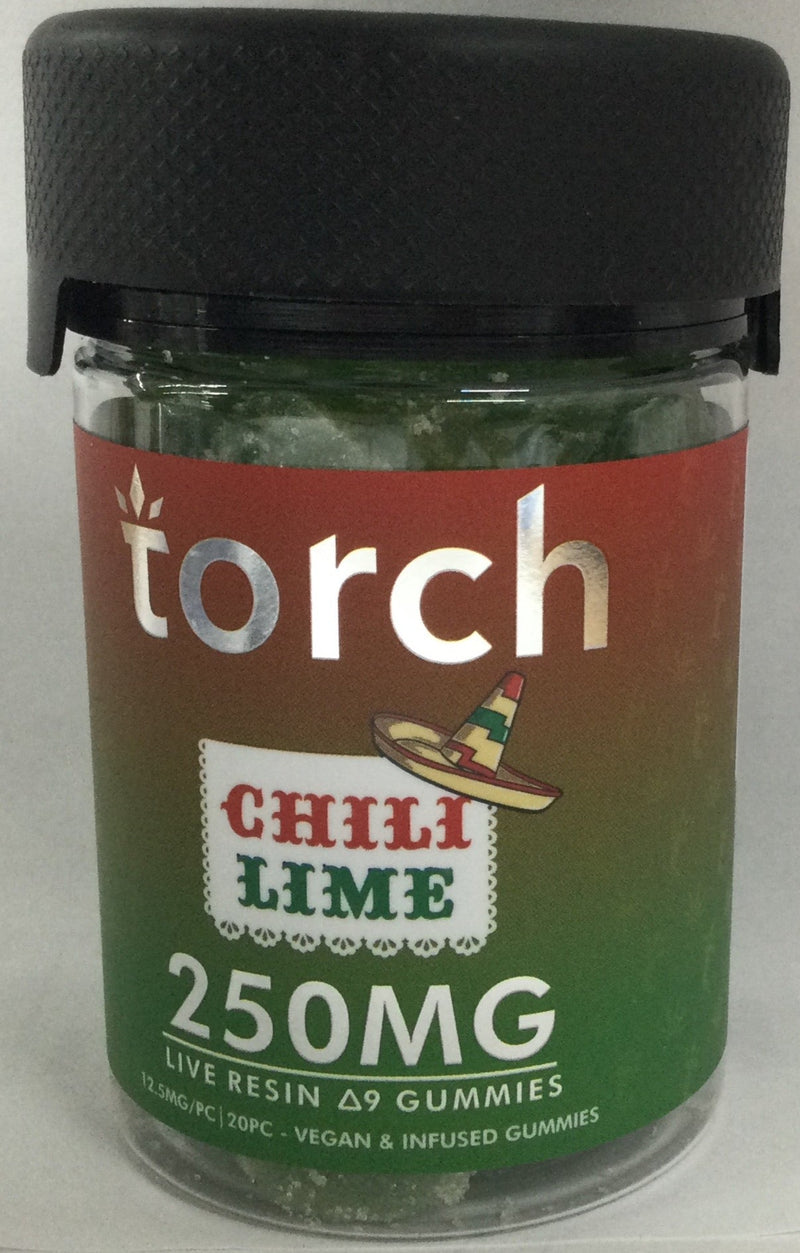 torch
CHILI
LIME
250MG
LIVE RESIN Δ9 GUMMIES
12.5MG/PC | 20PC - VEGAN & INFUSED GUMMIES